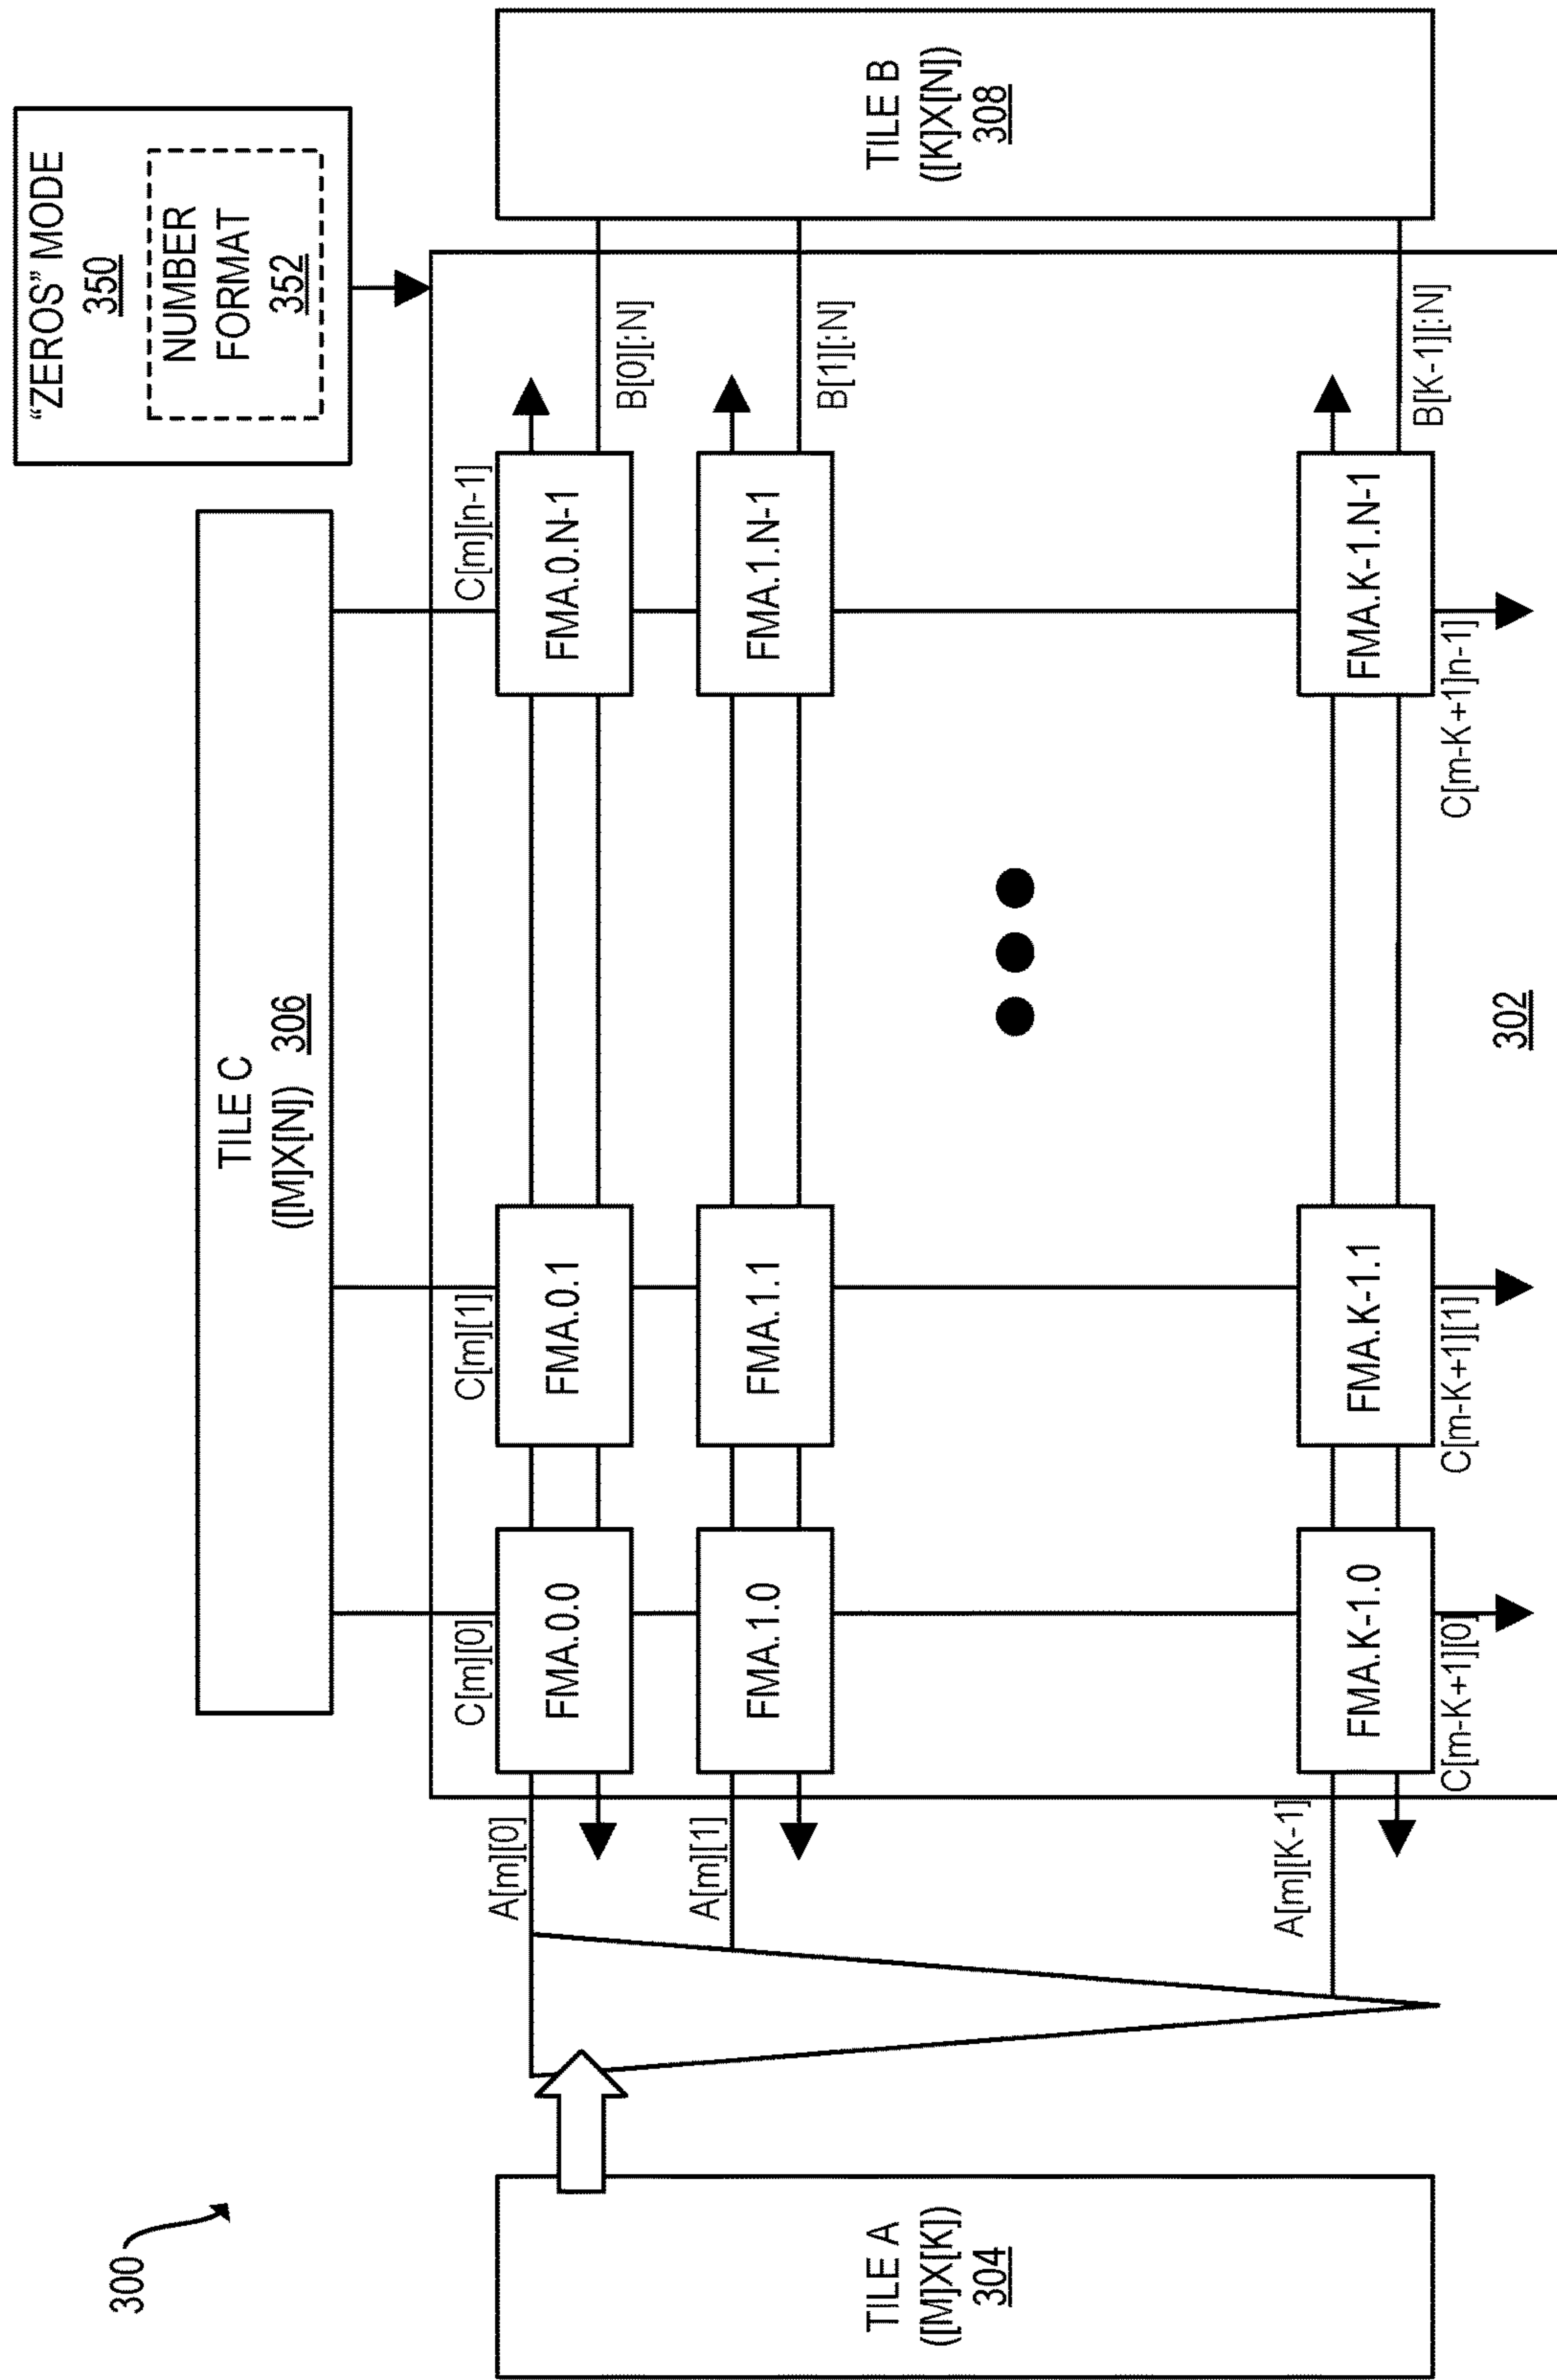 300
"ZEROS" MODE
350
NUMBER
FORMAT
352
TILE C
([M]X[N]) 306
TILE A
([M]X[K])
304
TILE B
([K]X[N])
308
C[m][0]
C[m][1]
C[m][n-1]
A[m][0]
FMA.0.0
FMA.0.1
FMA.0.N-1
B[0][:N]
A[m][1]
FMA.1.0
FMA.1.1
FMA.1.N-1
B[1][:N]
A[m][K-1]
FMA.K-1.0
FMA.K-1.1
FMA.K-1.N-1
B[K-1][:N]
C[m-K+1][0]
C[m-K+1][1]
C[m-K+1]n-1]
302